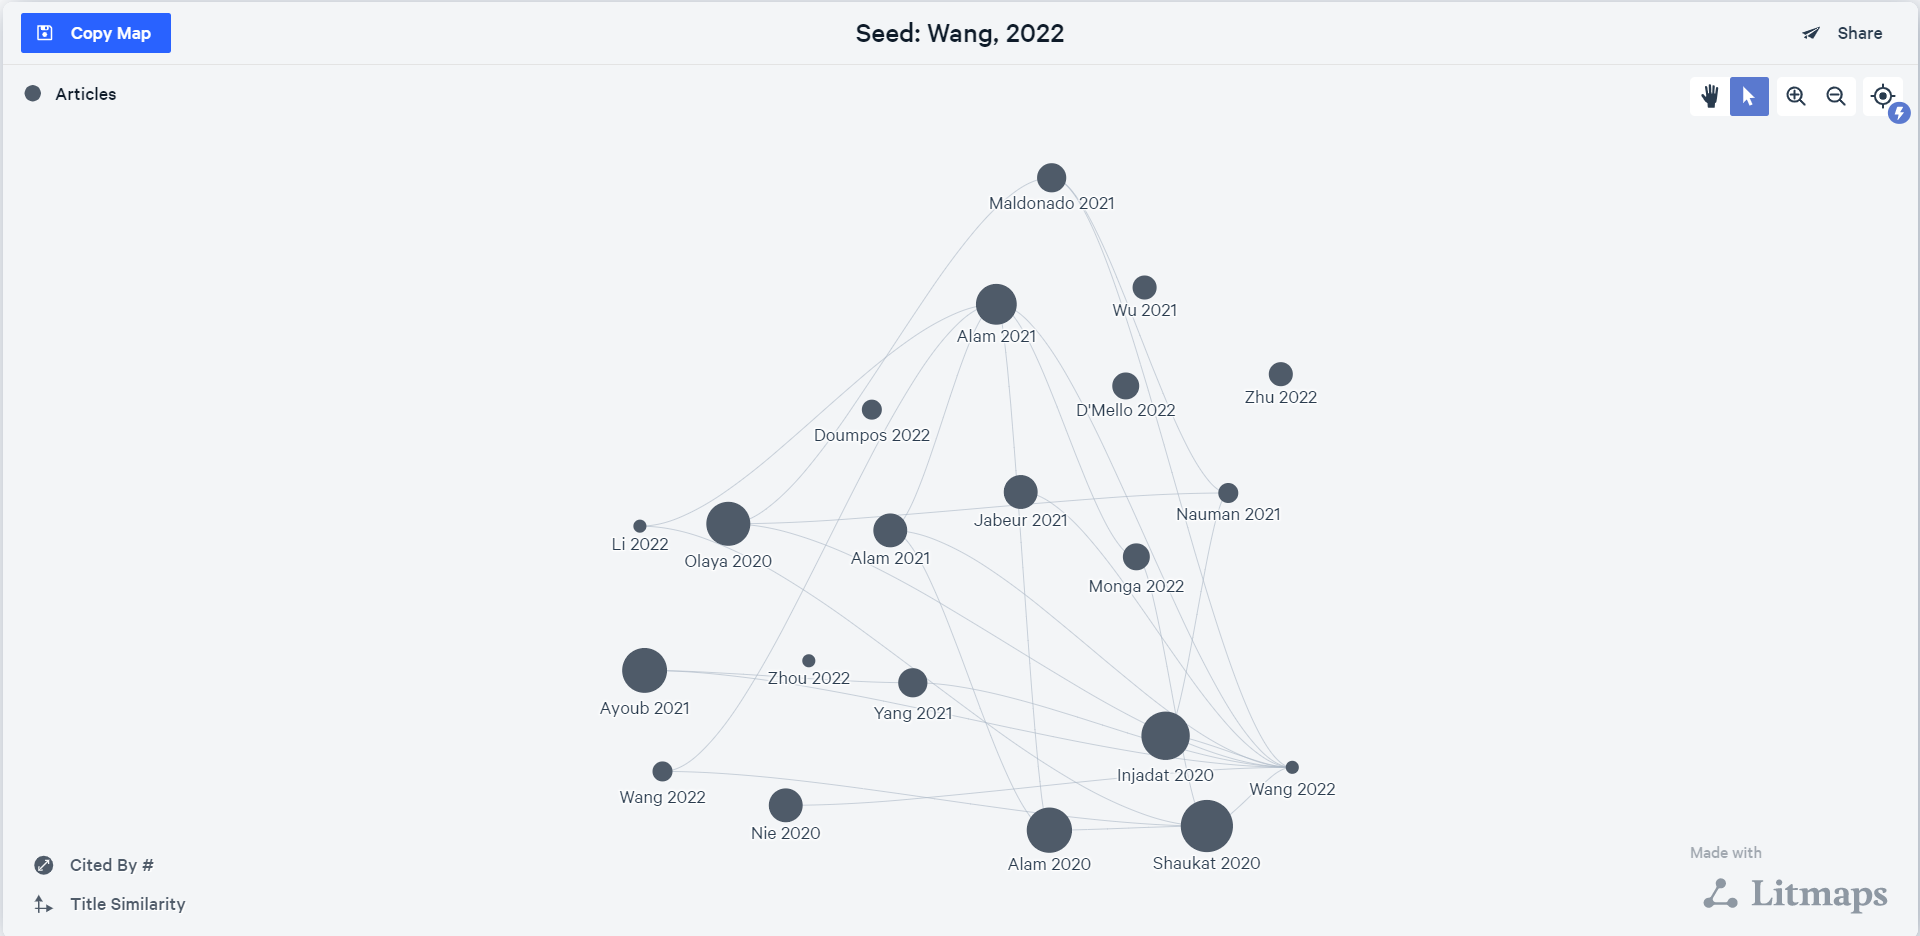 Copy Map
Seed: Wang, 2022
Share
Articles
Maldonado 2021
Wu 2021
Alam 2021
Zhu 2022
D'Mello 2022
Doumpos 2022
Nauman 2021
Jabeur 2021
Li 2022
Olaya 2020
Alam 2021
Monga 2022
Zhou 2022
Ayoub 2021
Yang 2021
Injadat 2020
Wang 2022
Wang 2022
Nie 2020
Alam 2020
Shaukat 2020
Cited By #
Title Similarity
Made with
Litmaps